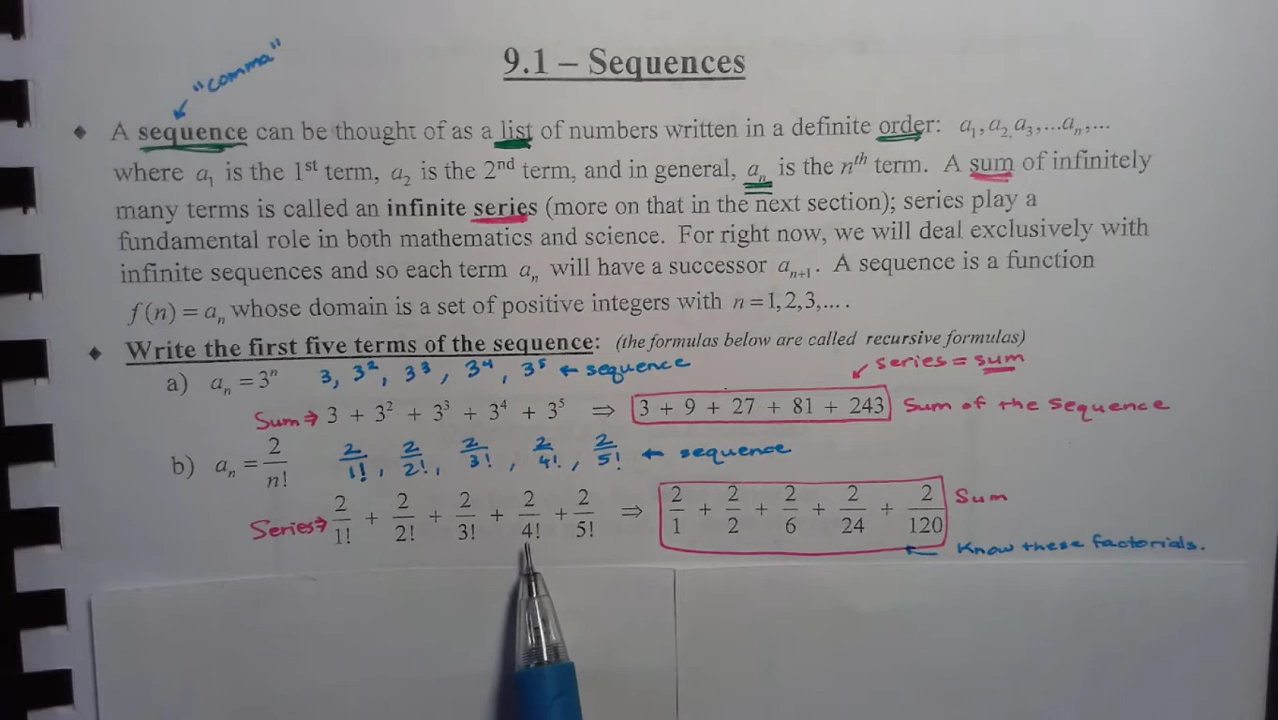 9.1 – Sequences
"comma"
A sequence can be thought of as a list of numbers written in a definite order: a₁, a₂ a₃, ...aₙ, ...
where a₁ is the 1st term, a₂ is the 2nd term, and in general, aₙ is the nth term. A sum of infinitely
many terms is called an infinite series (more on that in the next section); series play a
fundamental role in both mathematics and science. For right now, we will deal exclusively with
infinite sequences and so each term aₙ will have a successor aₙ₊₁. A sequence is a function
f(n) = aₙ whose domain is a set of positive integers with n = 1, 2, 3, ... .
Write the first five terms of the sequence: (the formulas below are called recursive formulas)
a) aₙ = 3ⁿ 3, 3², 3³, 3⁴, 3⁵ ← sequence
series = sum
Sum → 3 + 3² + 3³ + 3⁴ + 3⁵ ⇒ 3 + 9 + 27 + 81 + 243 Sum of the sequence
b) aₙ = 2/n! 2/1!, 2/2!, 2/3!, 2/4!, 2/5! ← sequence
Series → 2/1! + 2/2! + 2/3! + 2/4! + 2/5! ⇒ 2/1 + 2/2 + 2/6 + 2/24 + 2/120 Sum
← Know these factorials.